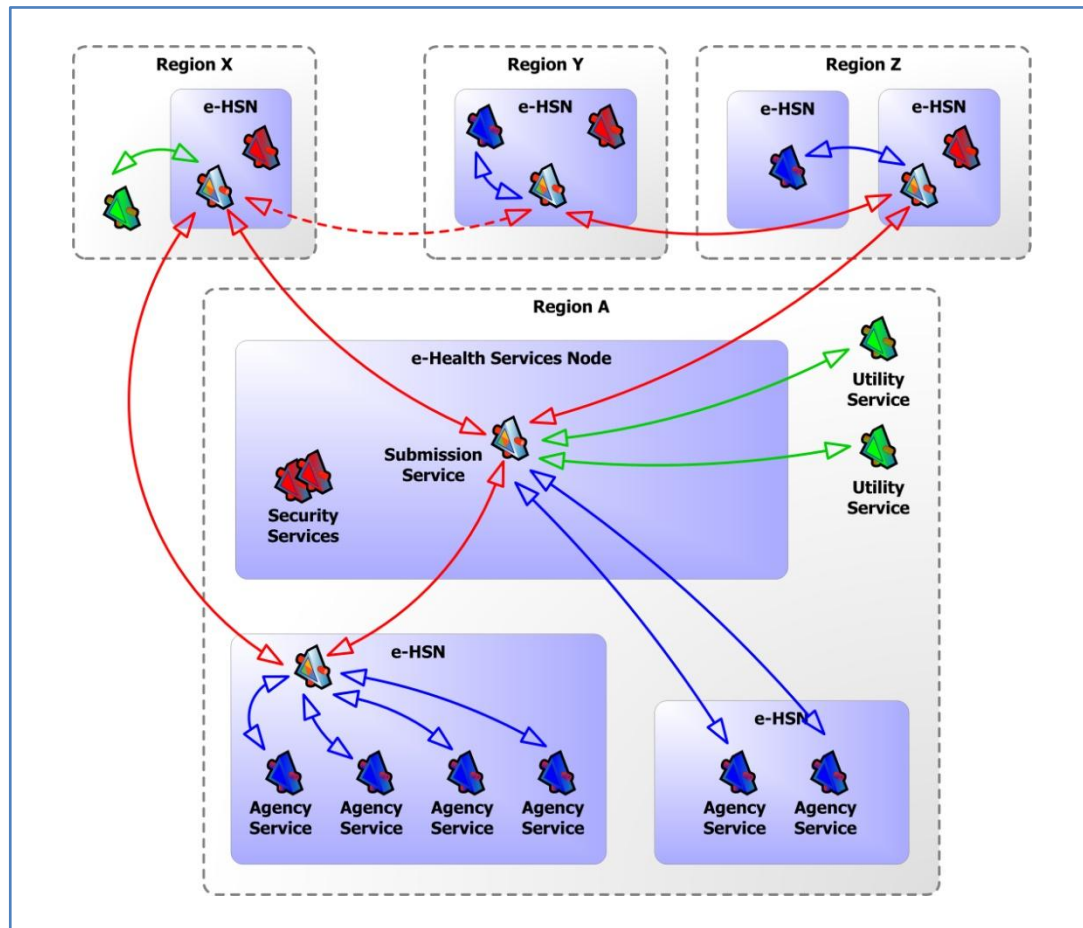 Region X
Region Y
Region Z
e-HSN
e-HSN
e-HSN
e-HSN
Region A
e-Health Services Node
Utility
Service
Submission
Service
Utility
Service
Security
Services
e-HSN
e-HSN
Agency
Service
Agency
Service
Agency
Service
Agency
Service
Agency
Service
Agency
Service